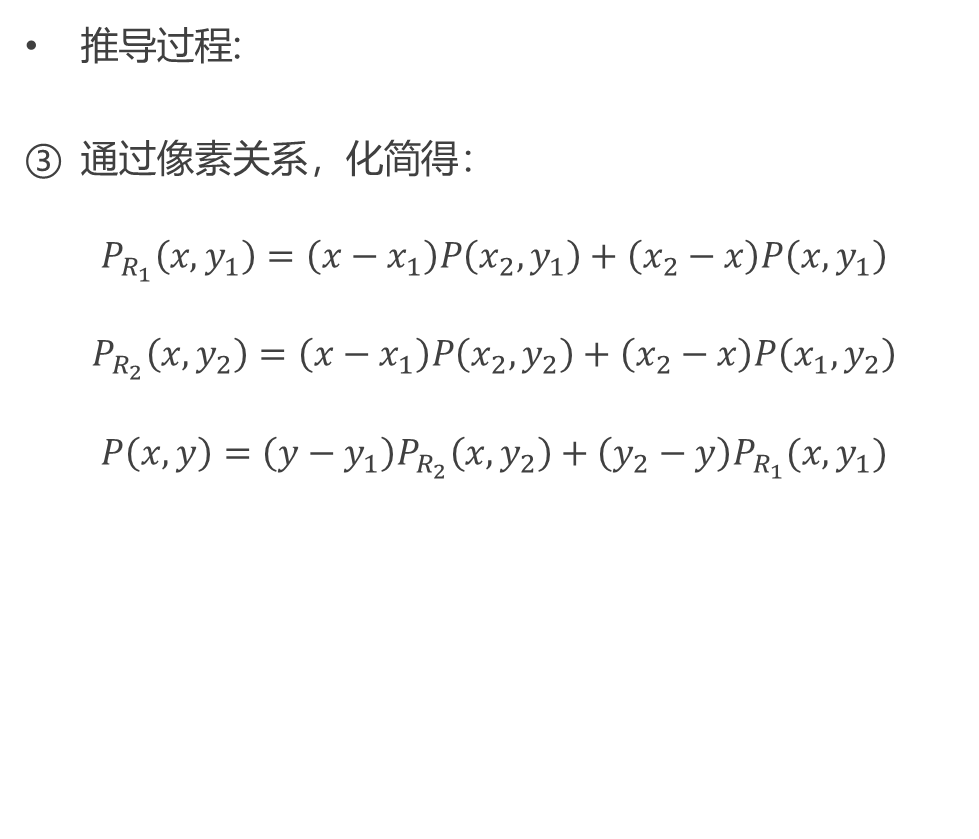 • 推导过程:
③ 通过像素关系，化简得：
P_{R_1}(x, y_1) = (x − x_1)P(x_2, y_1) + (x_2 − x)P(x, y_1)
P_{R_2}(x, y_2) = (x − x_1)P(x_2, y_2) + (x_2 − x)P(x_1, y_2)
P(x, y) = (y − y_1)P_{R_2}(x, y_2) + (y_2 − y)P_{R_1}(x, y_1)